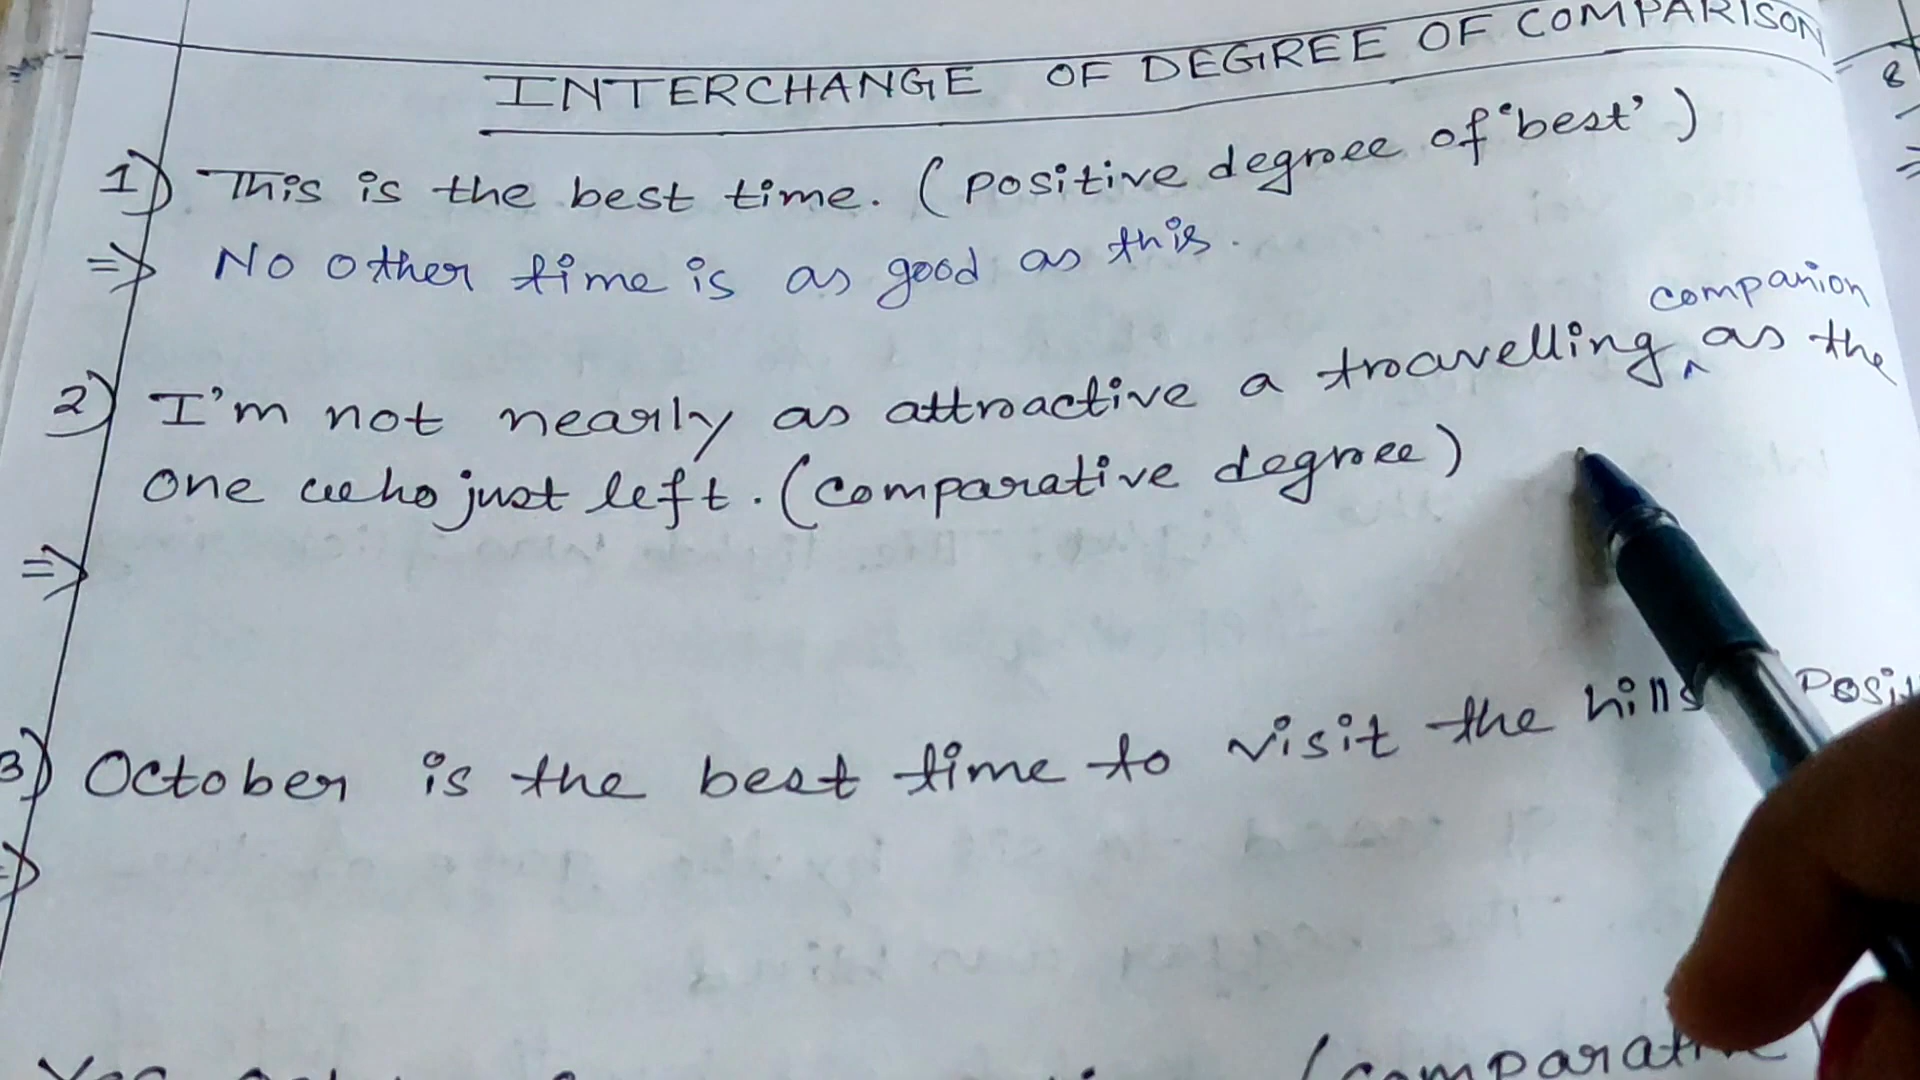 INTERCHANGE OF DEGREE OF COMPARISON
8
1) This is the best time. (positive degree of 'best')
=> No other time is as good as this.
companion
2) I'm not nearly as attractive a travelling ^ as the
one who just left. (comparative degree)
=>
3) October is the best time to visit the hills
=>